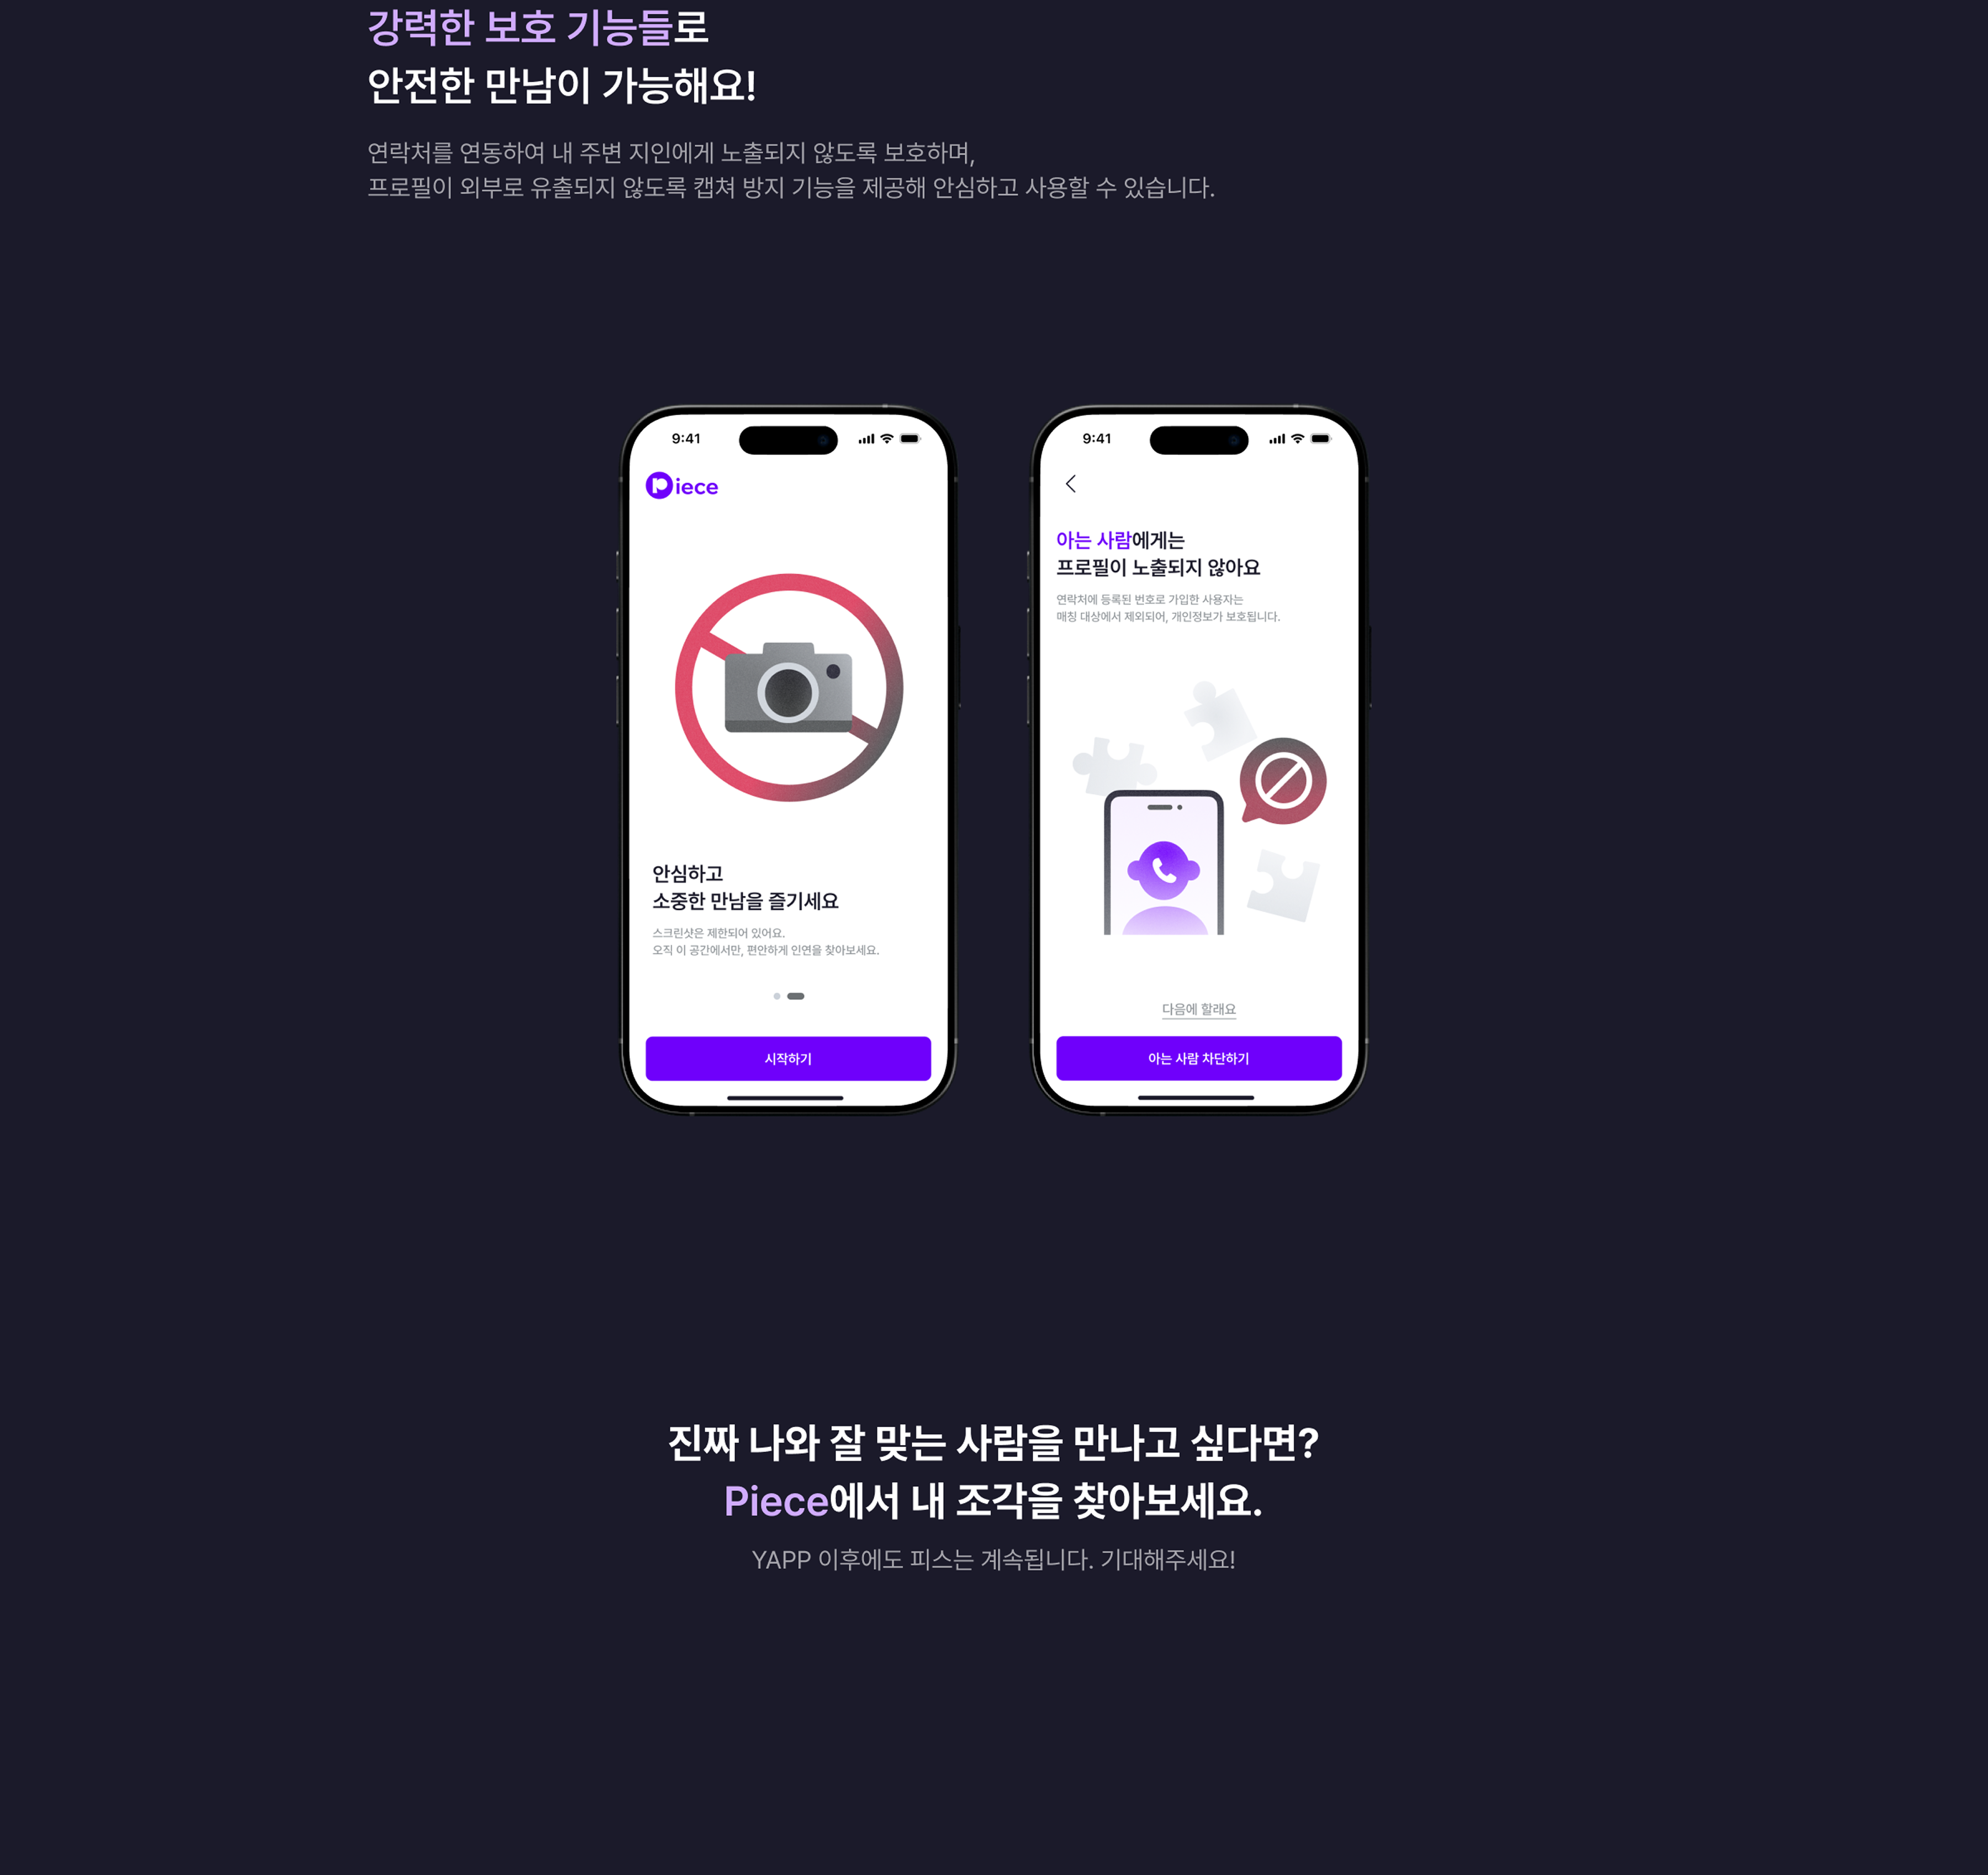 강력한 보호 기능들로
안전한 만남이 가능해요!
연락처를 연동하여 내 주변 지인에게 노출되지 않도록 보호하며,
프로필이 외부로 유출되지 않도록 캡쳐 방지 기능을 제공해 안심하고 사용할 수 있습니다.
9:41
Piece
안심하고
소중한 만남을 즐기세요
스크린샷은 제한되어 있어요.
오직 이 공간에서만, 편안하게 인연을 찾아보세요.
시작하기
9:41
아는 사람에게는
프로필이 노출되지 않아요
연락처에 등록된 번호로 가입한 사용자는
매칭 대상에서 제외되어, 개인정보가 보호됩니다.
다음에 할래요
아는 사람 차단하기
진짜 나와 잘 맞는 사람을 만나고 싶다면?
Piece에서 내 조각을 찾아보세요.
YAPP 이후에도 피스는 계속됩니다. 기대해주세요!